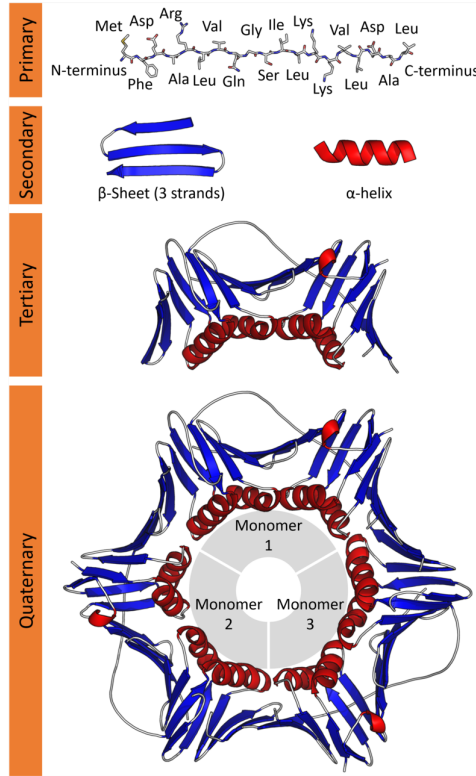 Primary
Met Asp Arg Val Gly Ile Lys Val Asp Leu
N-terminus Phe Ala Leu Gln Ser Leu Lys Leu Ala C-terminus
Secondary
β-Sheet (3 strands) α-helix
Tertiary
Quaternary
Monomer
1
Monomer
2
Monomer
3